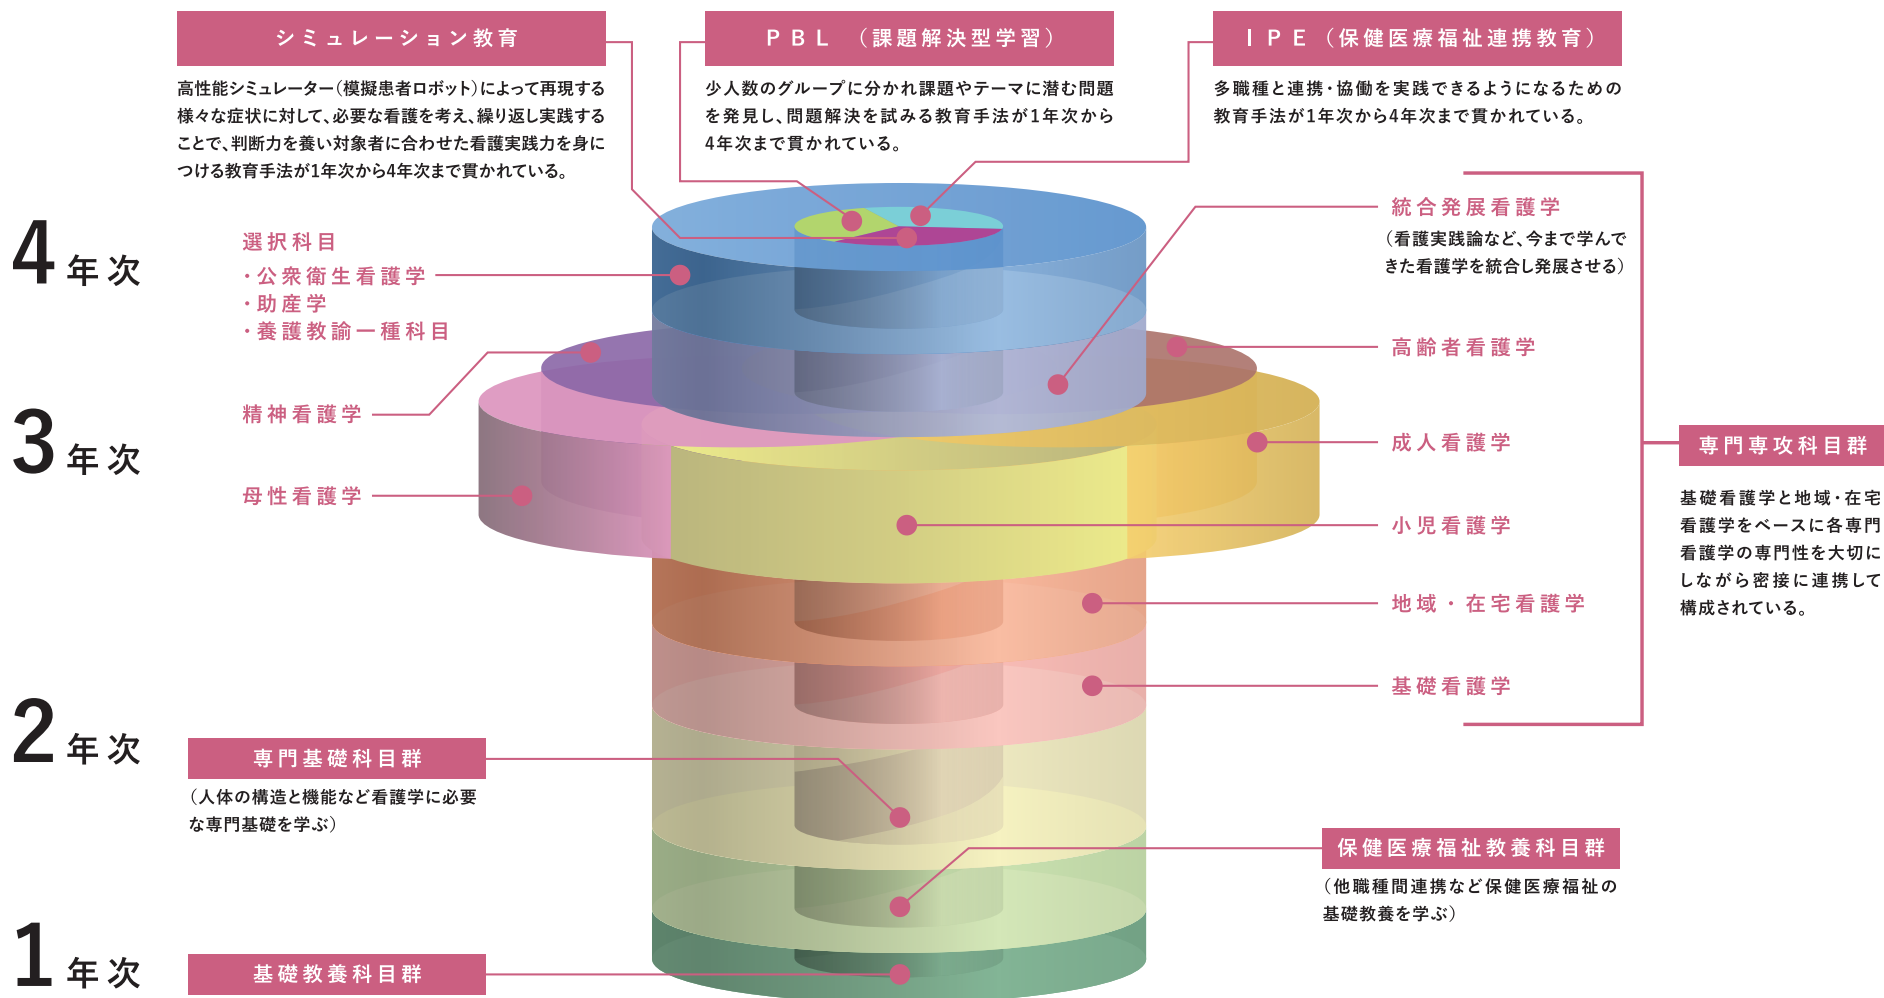 シミュレーション教育
高性能シミュレーター（模擬患者ロボット）によって再現する
様々な症状に対して、必要な看護を考え、繰り返し実践する
ことで、判断力を養い対象者に合わせた看護実践力を身に
つける教育手法が1年次から4年次まで貫かれている。
PBL （課題解決型学習）
少人数のグループに分かれ課題やテーマに潜む問題
を発見し、問題解決を試みる教育手法が1年次から
4年次まで貫かれている。
IPE（保健医療福祉連携教育）
多職種と連携・協働を実践できるようになるための
教育手法が1年次から4年次まで貫かれている。
4年次
選択科目
・公衆衛生看護学
・助産学
・養護教諭一種科目
統合発展看護学
（看護実践論など、今まで学んで
きた看護学を統合し発展させる）
高齢者看護学
3年次
精神看護学
母性看護学
成人看護学
小児看護学
地域・在宅看護学
基礎看護学
専門専攻科目群
基礎看護学と地域・在宅
看護学をベースに各専門
看護学の専門性を大切に
しながら密接に連携して
構成されている。
2年次
専門基礎科目群
（人体の構造と機能など看護学に必要
な専門基礎を学ぶ）
保健医療福祉教養科目群
（他職種間連携など保健医療福祉の
基礎教養を学ぶ）
1年次
基礎教養科目群